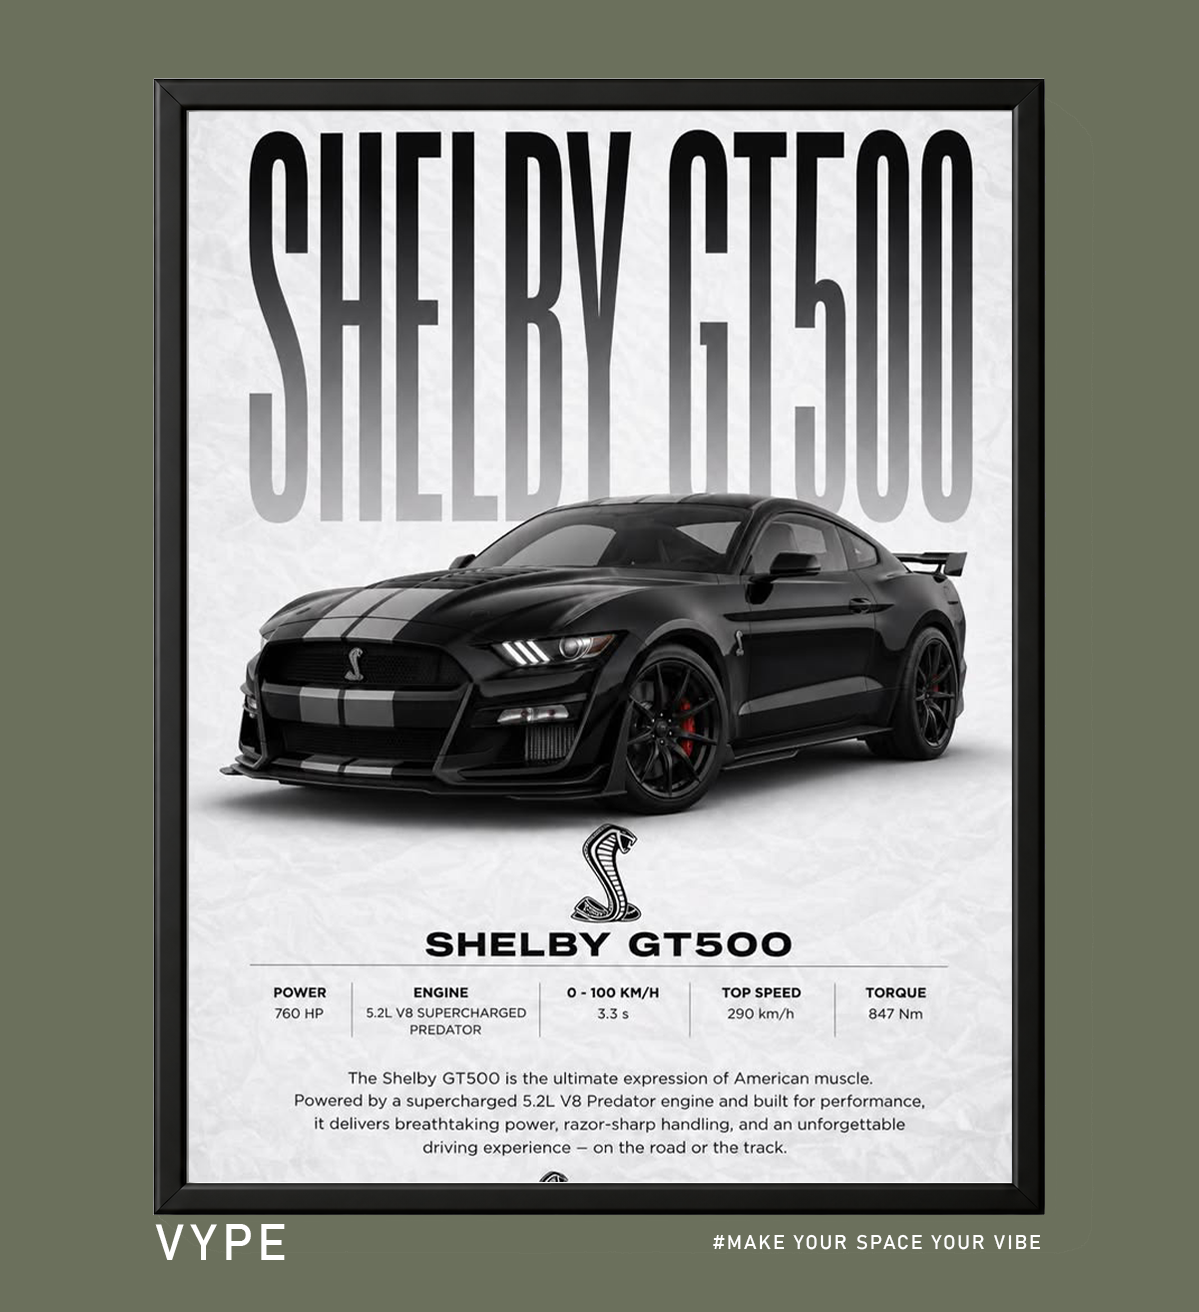 SHELBY GT500
SHELBY GT500
POWER
760 HP
ENGINE
5.2L V8 SUPERCHARGED
PREDATOR
0 - 100 KM/H
3.3 s
TOP SPEED
290 km/h
TORQUE
847 Nm
The Shelby GT500 is the ultimate expression of American muscle.
Powered by a supercharged 5.2L V8 Predator engine and built for performance,
it delivers breathtaking power, razor-sharp handling, and an unforgettable
driving experience – on the road or the track.
VYPE
#MAKE YOUR SPACE YOUR VIBE